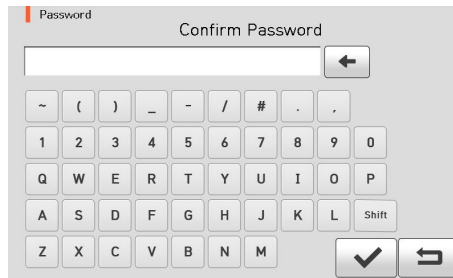 Password
Confirm Password
~ ( ) _ - / # . ,
1 2 3 4 5 6 7 8 9 0
Q W E R T Y U I O P
A S D F G H J K L Shift
Z X C V B N M